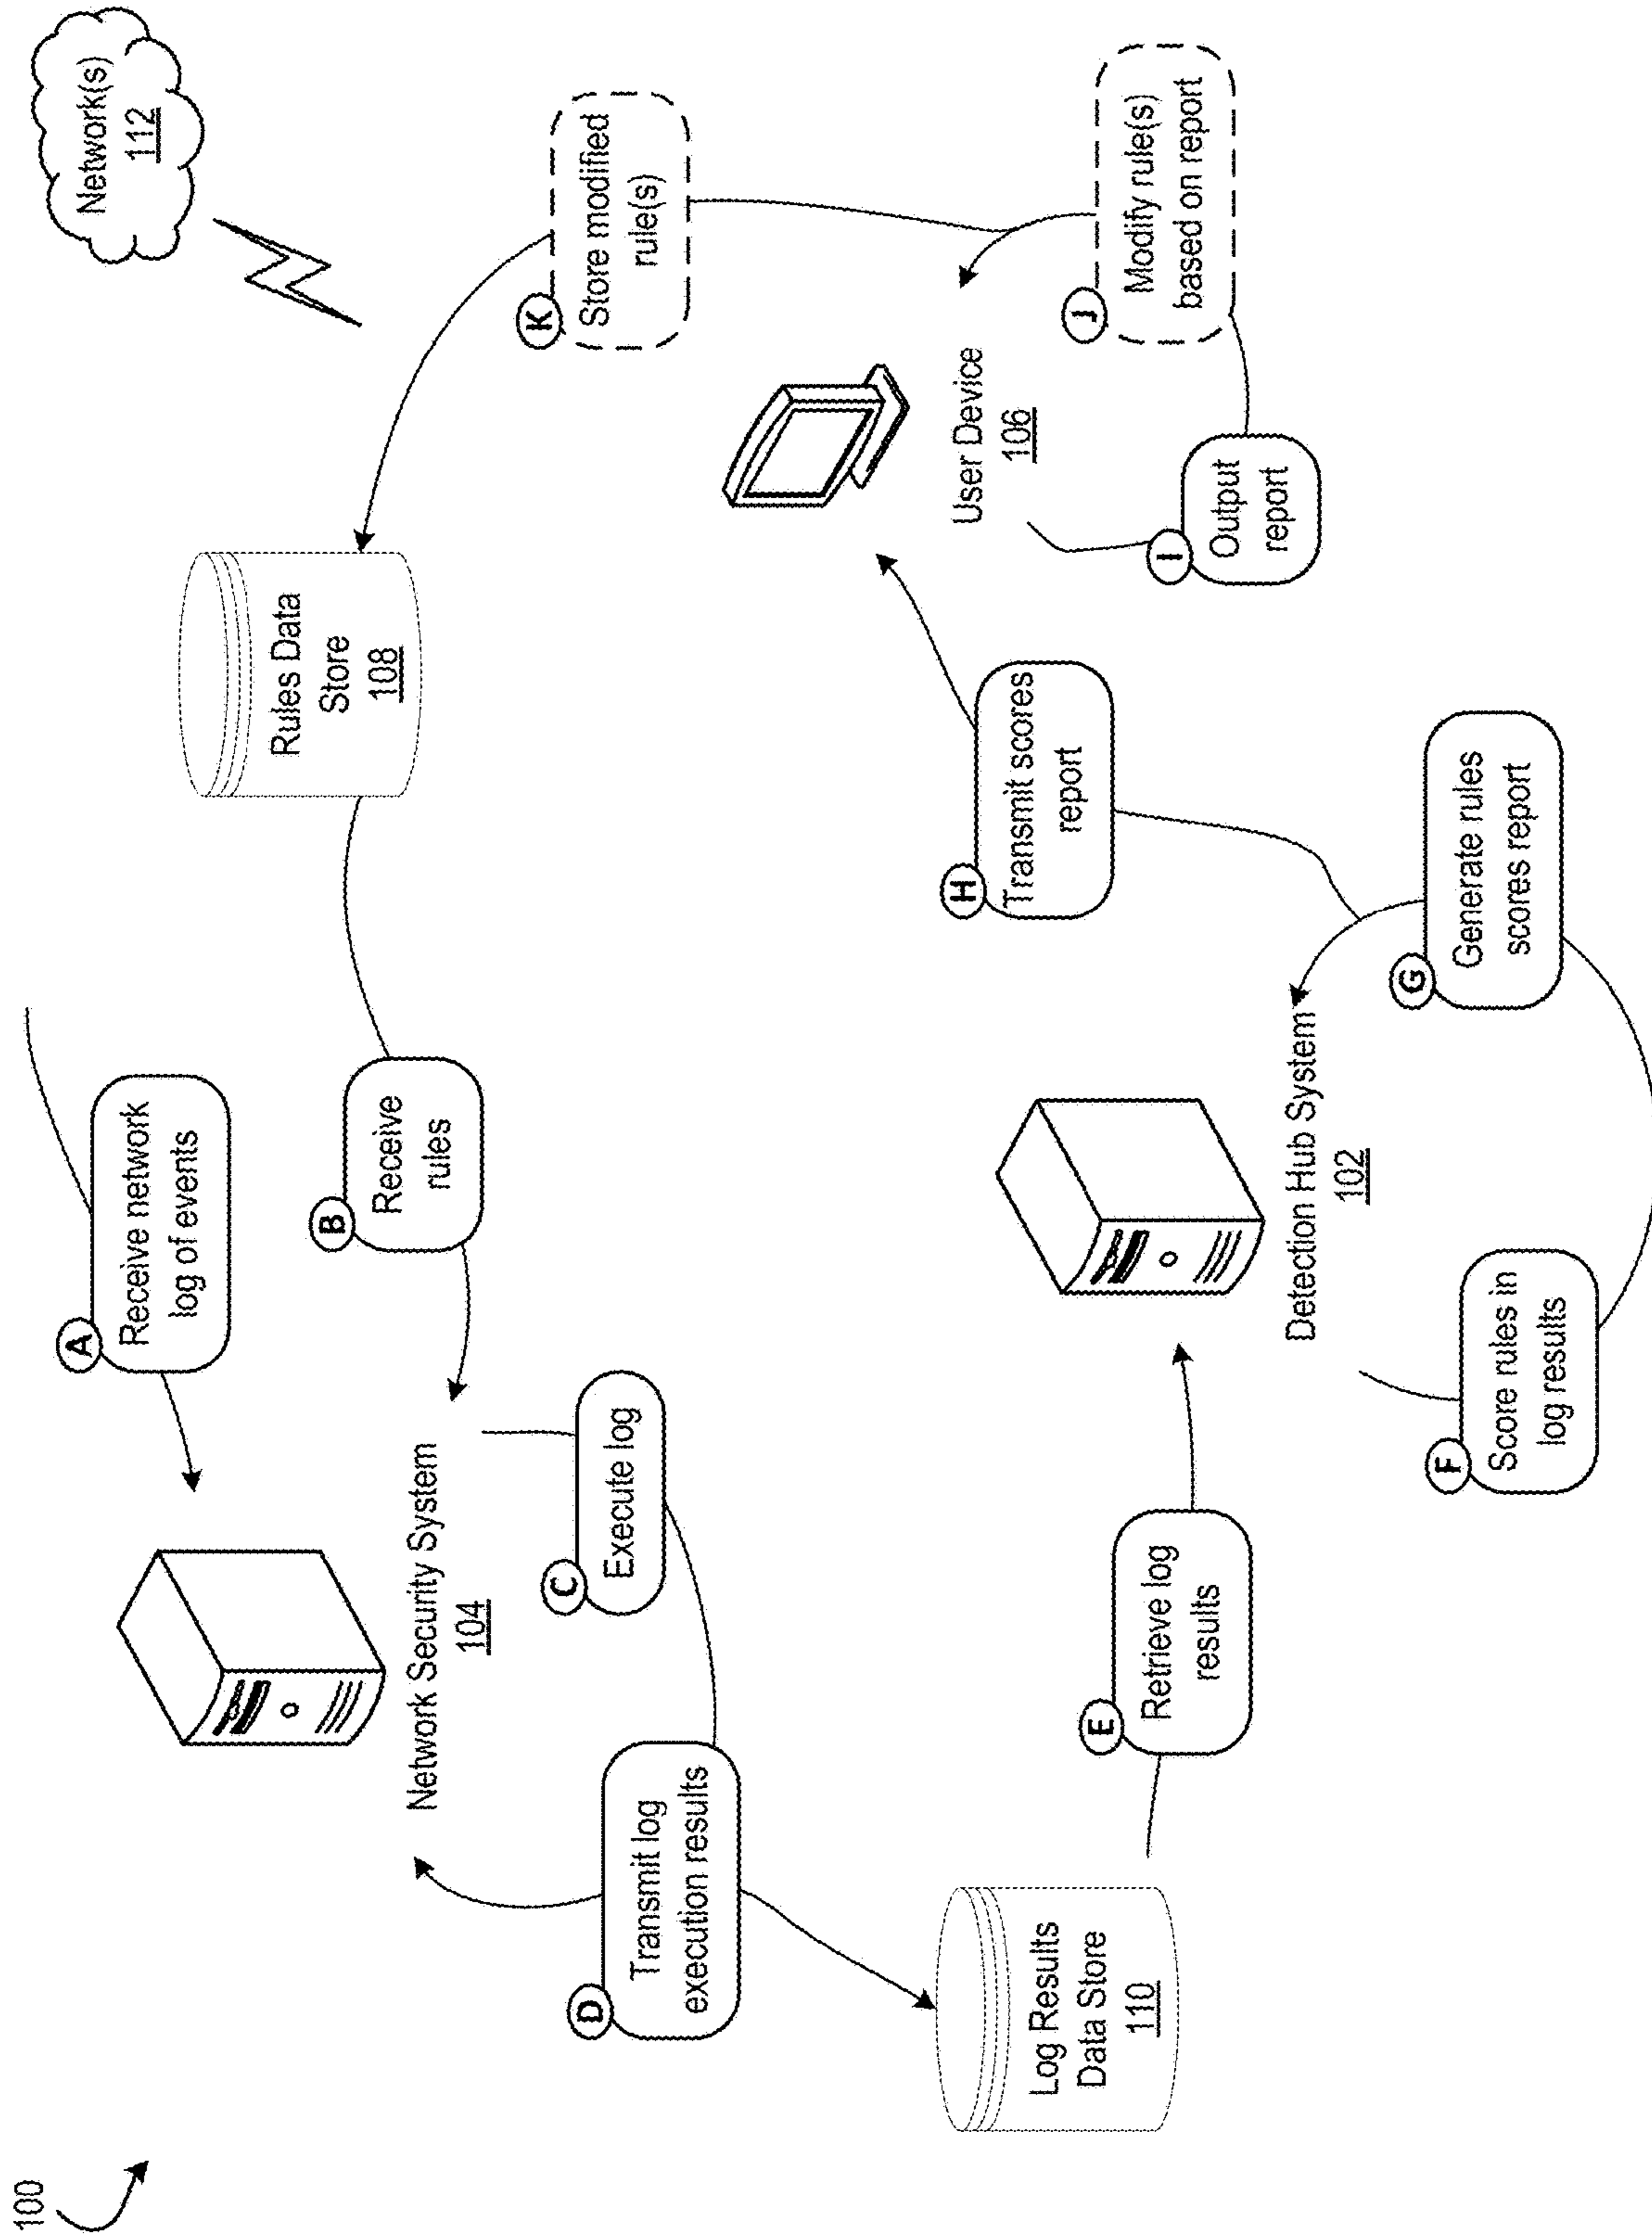 100
A
Receive network
log of events
Network(s)
112
B
Receive
rules
Rules Data
Store
108
Network Security System
104
C
Execute log
D
Transmit log
execution results
K
Store modified
rule(s)
User Device
106
Log Results
Data Store
110
E
Retrieve log
results
Detection Hub System
102
H
Transmit scores
report
I
Output
report
J
Modify rule(s)
based on report
F
Score rules in
log results
G
Generate rules
scores report